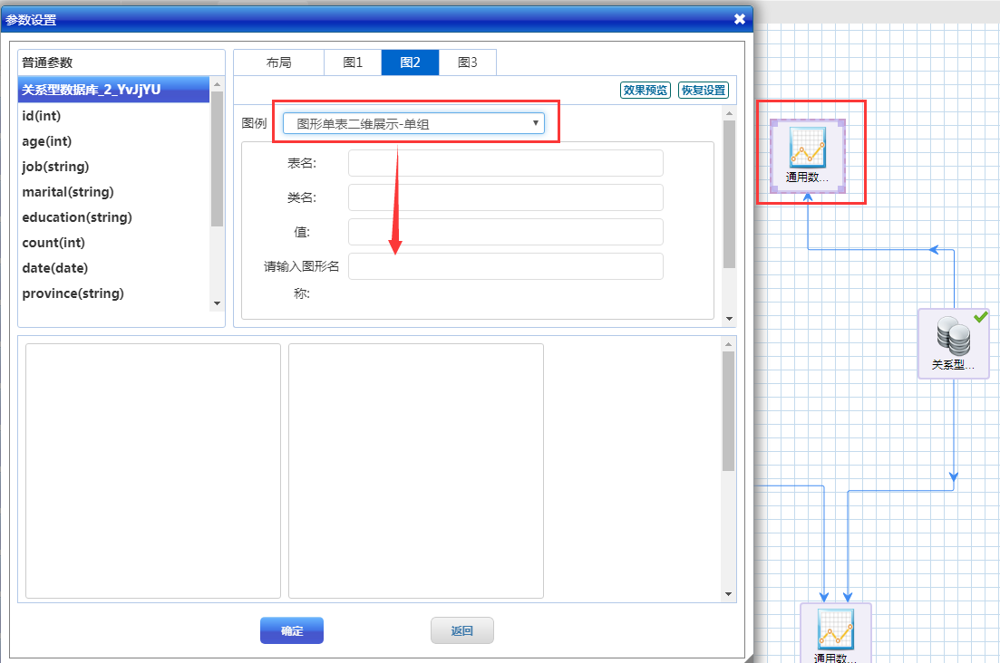 参数设置
普通参数
关系型数据库_2_YvJjYU
id(int)
age(int)
job(string)
marital(string)
education(string)
count(int)
date(date)
province(string)
布局
图1
图2
图3
效果预览
恢复设置
图例
图形单表二维展示-单组
表名:
类名:
值:
请输入图形名
称:
确定
返回
通用数...
关系型...
通用数...